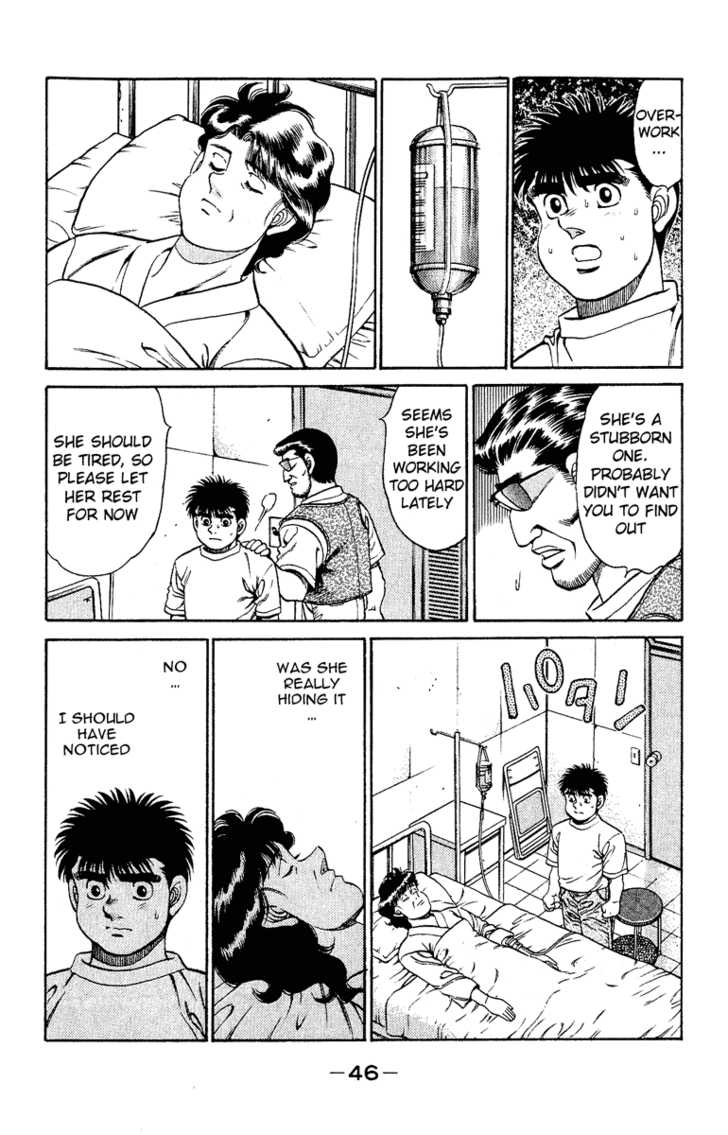 OVER-
WORK
...
SHE'S A
STUBBORN
ONE.
PROBABLY
DIDN'T WANT
YOU TO FIND
OUT
SEEMS
SHE'S
BEEN
WORKING
TOO HARD
LATELY
SHE SHOULD
BE TIRED, SO
PLEASE LET
HER REST
FOR NOW
WAS SHE
REALLY
HIDING IT
...
NO
...
I SHOULD
HAVE
NOTICED
—46—